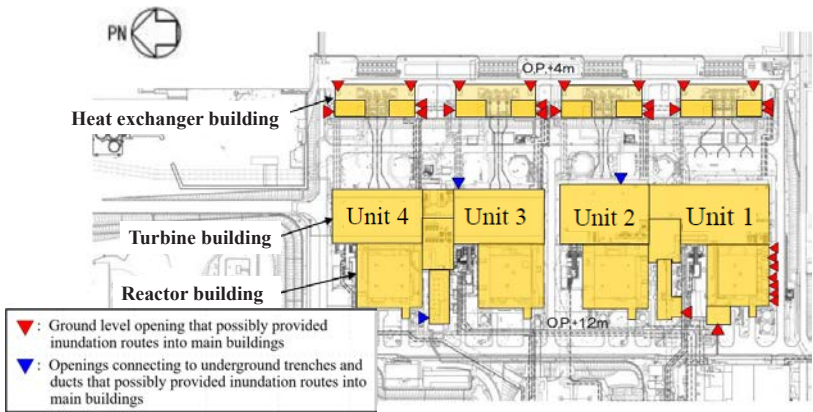 PN
O.P.+4m
Heat exchanger building
Unit 4
Unit 3
Unit 2
Unit 1
Turbine building
Reactor building
O.P.+12m
: Ground level opening that possibly provided
inundation routes into main buildings
: Openings connecting to underground trenches and
ducts that possibly provided inundation routes into
main buildings